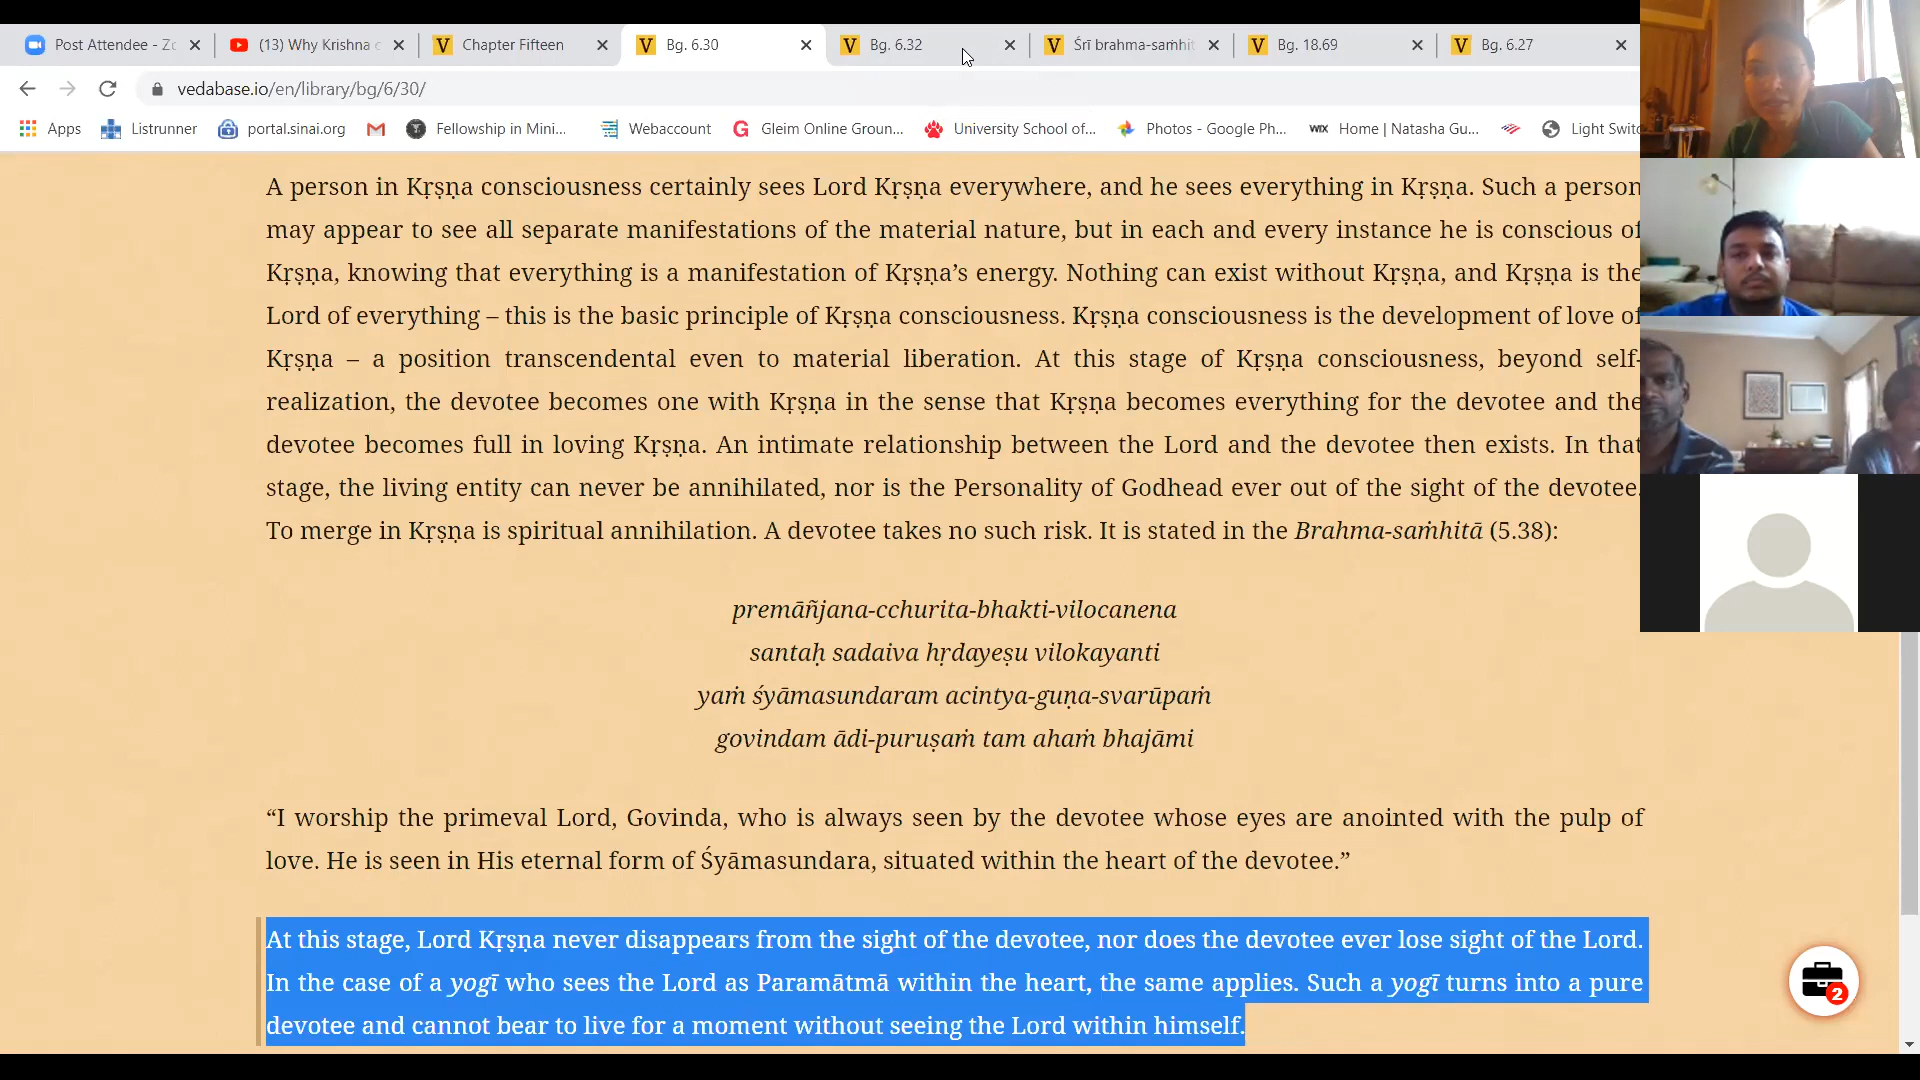 Post Attendee - Zo
(13) Why Krishna c
Chapter Fifteen
Bg. 6.30
Bg. 6.32
Śrī brahma-saṁhit
Bg. 18.69
Bg. 6.27
vedabase.io/en/library/bg/6/30/
Apps
Listrunner
portal.sinai.org
Fellowship in Mini...
Webaccount
Gleim Online Groun...
University School of...
Photos - Google Ph...
WIX
Home | Natasha Gu...
Light Switc
A person in Kṛṣṇa consciousness certainly sees Lord Kṛṣṇa everywhere, and he sees everything in Kṛṣṇa. Such a person
may appear to see all separate manifestations of the material nature, but in each and every instance he is conscious of
Kṛṣṇa, knowing that everything is a manifestation of Kṛṣṇa’s energy. Nothing can exist without Kṛṣṇa, and Kṛṣṇa is the
Lord of everything – this is the basic principle of Kṛṣṇa consciousness. Kṛṣṇa consciousness is the development of love of
Kṛṣṇa – a position transcendental even to material liberation. At this stage of Kṛṣṇa consciousness, beyond self-
realization, the devotee becomes one with Kṛṣṇa in the sense that Kṛṣṇa becomes everything for the devotee and the
devotee becomes full in loving Kṛṣṇa. An intimate relationship between the Lord and the devotee then exists. In that
stage, the living entity can never be annihilated, nor is the Personality of Godhead ever out of the sight of the devotee.
To merge in Kṛṣṇa is spiritual annihilation. A devotee takes no such risk. It is stated in the Brahma-saṁhitā (5.38):
premāñjana-cchurita-bhakti-vilocanena
santaḥ sadaiva hṛdayeṣu vilokayanti
yaṁ śyāmasundaram acintya-guṇa-svarūpaṁ
govindam ādi-puruṣaṁ tam ahaṁ bhajāmi
“I worship the primeval Lord, Govinda, who is always seen by the devotee whose eyes are anointed with the pulp of
love. He is seen in His eternal form of Śyāmasundara, situated within the heart of the devotee.”
At this stage, Lord Kṛṣṇa never disappears from the sight of the devotee, nor does the devotee ever lose sight of the Lord.
In the case of a yogī who sees the Lord as Paramātmā within the heart, the same applies. Such a yogī turns into a pure
devotee and cannot bear to live for a moment without seeing the Lord within himself.
2